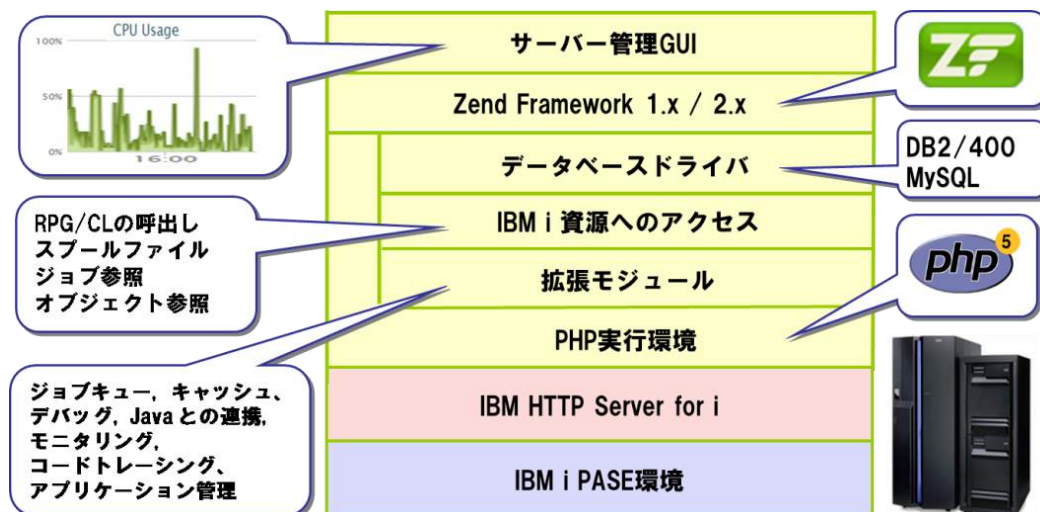 CPU Usage
100%
50%
0%
16:00
サーバー管理GUI
Zend Framework 1.x / 2.x
データベースドライバ
DB2/400
MySQL
IBM i 資源へのアクセス
RPG/CLの呼出し
スプールファイル
ジョブ参照
オブジェクト参照
拡張モジュール
php 5
PHP実行環境
ジョブキュー, キャッシュ、
デバッグ, Javaとの連携,
モニタリング,
コードトレーシング、
アプリケーション管理
IBM HTTP Server for i
IBM i PASE環境
ZF